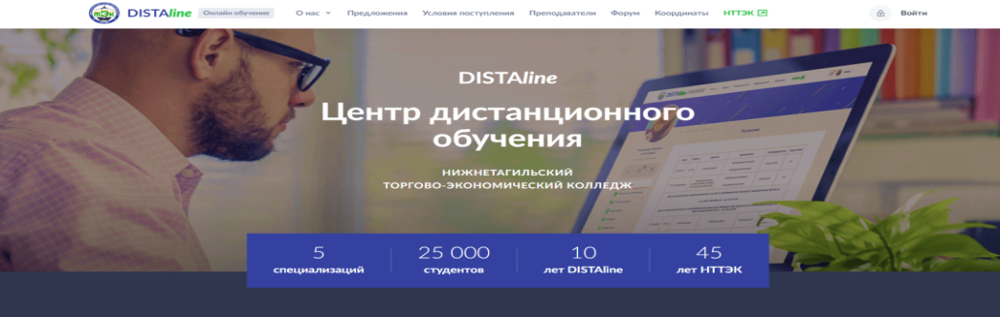 DISTAline Онлайн обучение О нас Предложения Условия поступления Преподаватели Форум Координаты НТТЭК Войти
DISTAline
Центр дистанционного
обучения
НИЖНЕТАГИЛЬСКИЙ
ТОРГОВО-ЭКОНОМИЧЕСКИЙ КОЛЛЕДЖ
5 25 000 10 45
специализаций студентов лет DISTAline лет НТТЭК